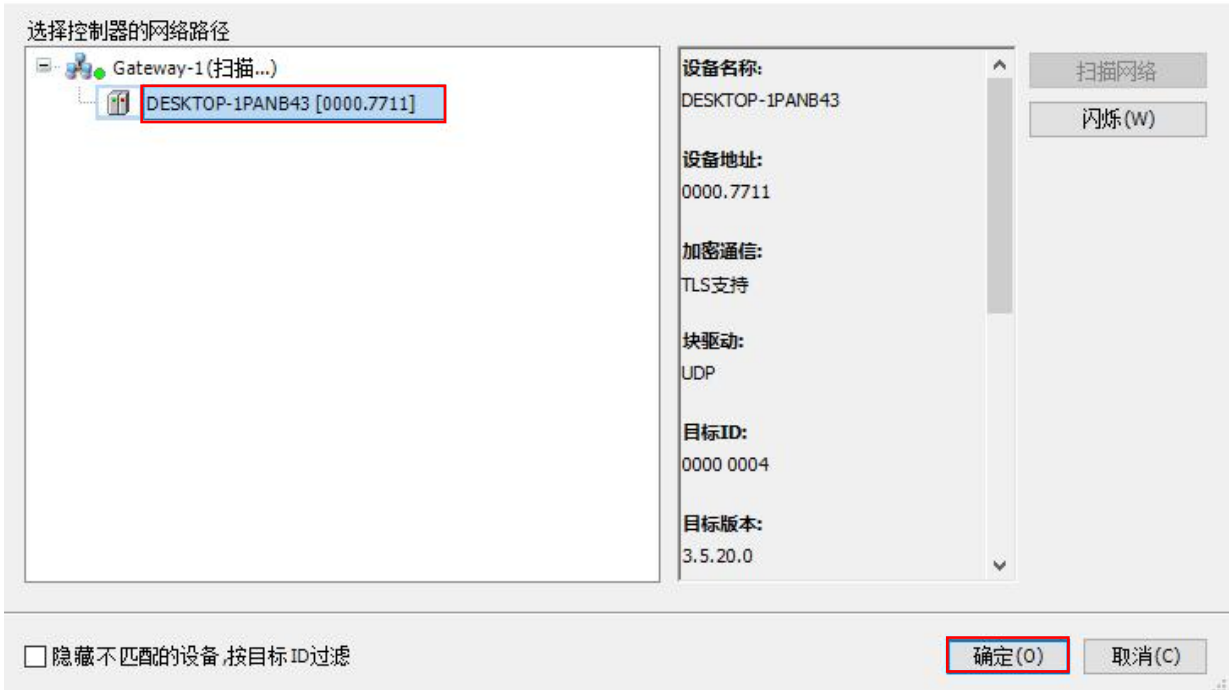 选择控制器的网络路径
Gateway-1(扫描...)
DESKTOP-1PANB43 [0000.7711]
设备名称:
DESKTOP-1PANB43
设备地址:
0000.7711
加密通信:
TLS支持
块驱动:
UDP
目标ID:
0000 0004
目标版本:
3.5.20.0
扫描网络
闪烁(W)
隐藏不匹配的设备,按目标ID过滤
确定(O)
取消(C)